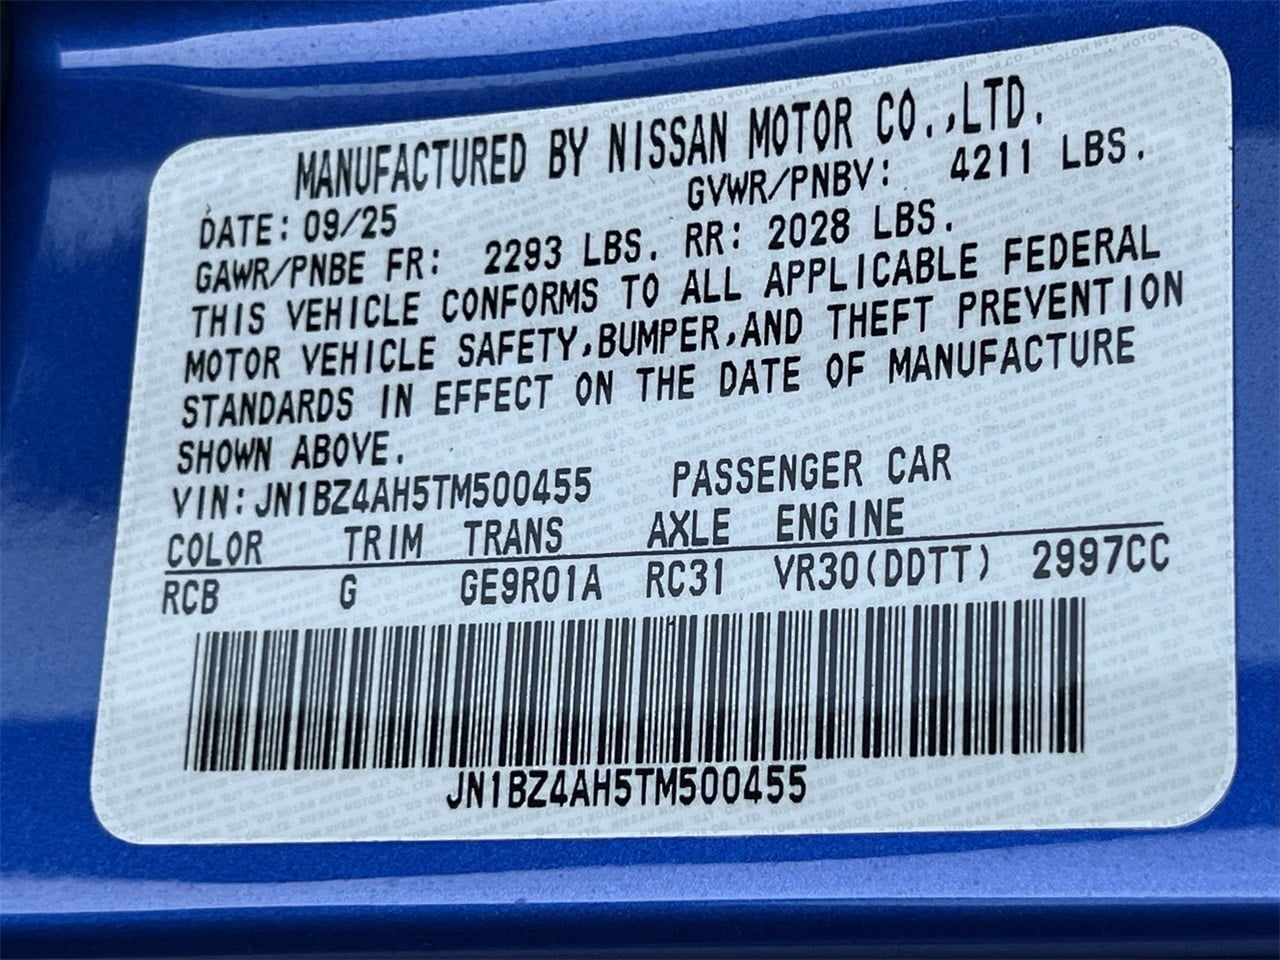 MANUFACTURED BY NISSAN MOTOR CO.,LTD.
DATE: 09/25 GVWR/PNBV: 4211 LBS.
GAWR/PNBE FR: 2293 LBS. RR: 2028 LBS.
THIS VEHICLE CONFORMS TO ALL APPLICABLE FEDERAL
MOTOR VEHICLE SAFETY,BUMPER,AND THEFT PREVENTION
STANDARDS IN EFFECT ON THE DATE OF MANUFACTURE
SHOWN ABOVE.
VIN: JN1BZ4AH5TM500455 PASSENGER CAR
COLOR TRIM TRANS AXLE ENGINE
RCB G GE9R01A RC31 VR30(DDTT) 2997CC
JN1BZ4AH5TM500455